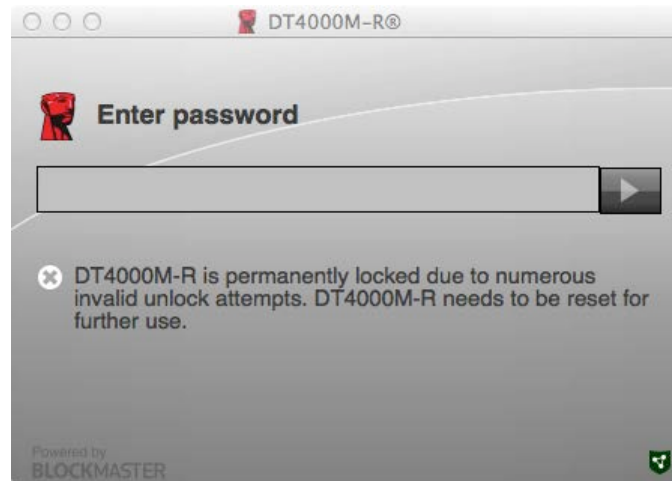 DT4000M-R®
Enter password
DT4000M-R is permanently locked due to numerous
invalid unlock attempts. DT4000M-R needs to be reset for
further use.
Powered by
BLOCKMASTER